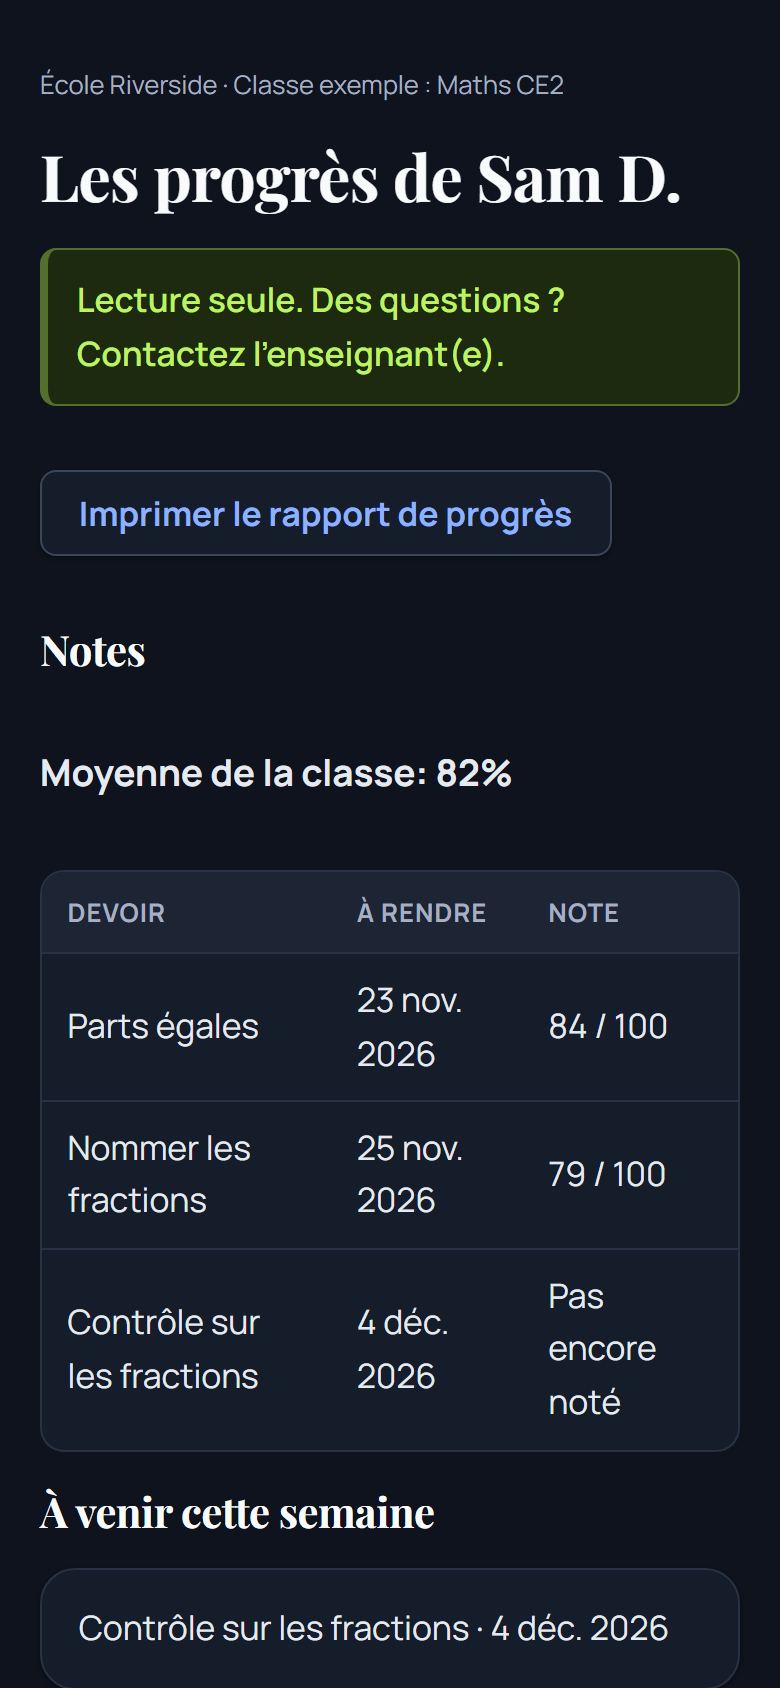 École Riverside · Classe exemple : Maths CE2
Les progrès de Sam D.
Lecture seule. Des questions ?
Contactez l’enseignant(e).
Imprimer le rapport de progrès
Notes
Moyenne de la classe: 82%
DEVOIR À RENDRE NOTE
Parts égales 23 nov. 2026 84 / 100
Nommer les fractions 25 nov. 2026 79 / 100
Contrôle sur les fractions 4 déc. 2026 Pas encore noté
À venir cette semaine
Contrôle sur les fractions · 4 déc. 2026